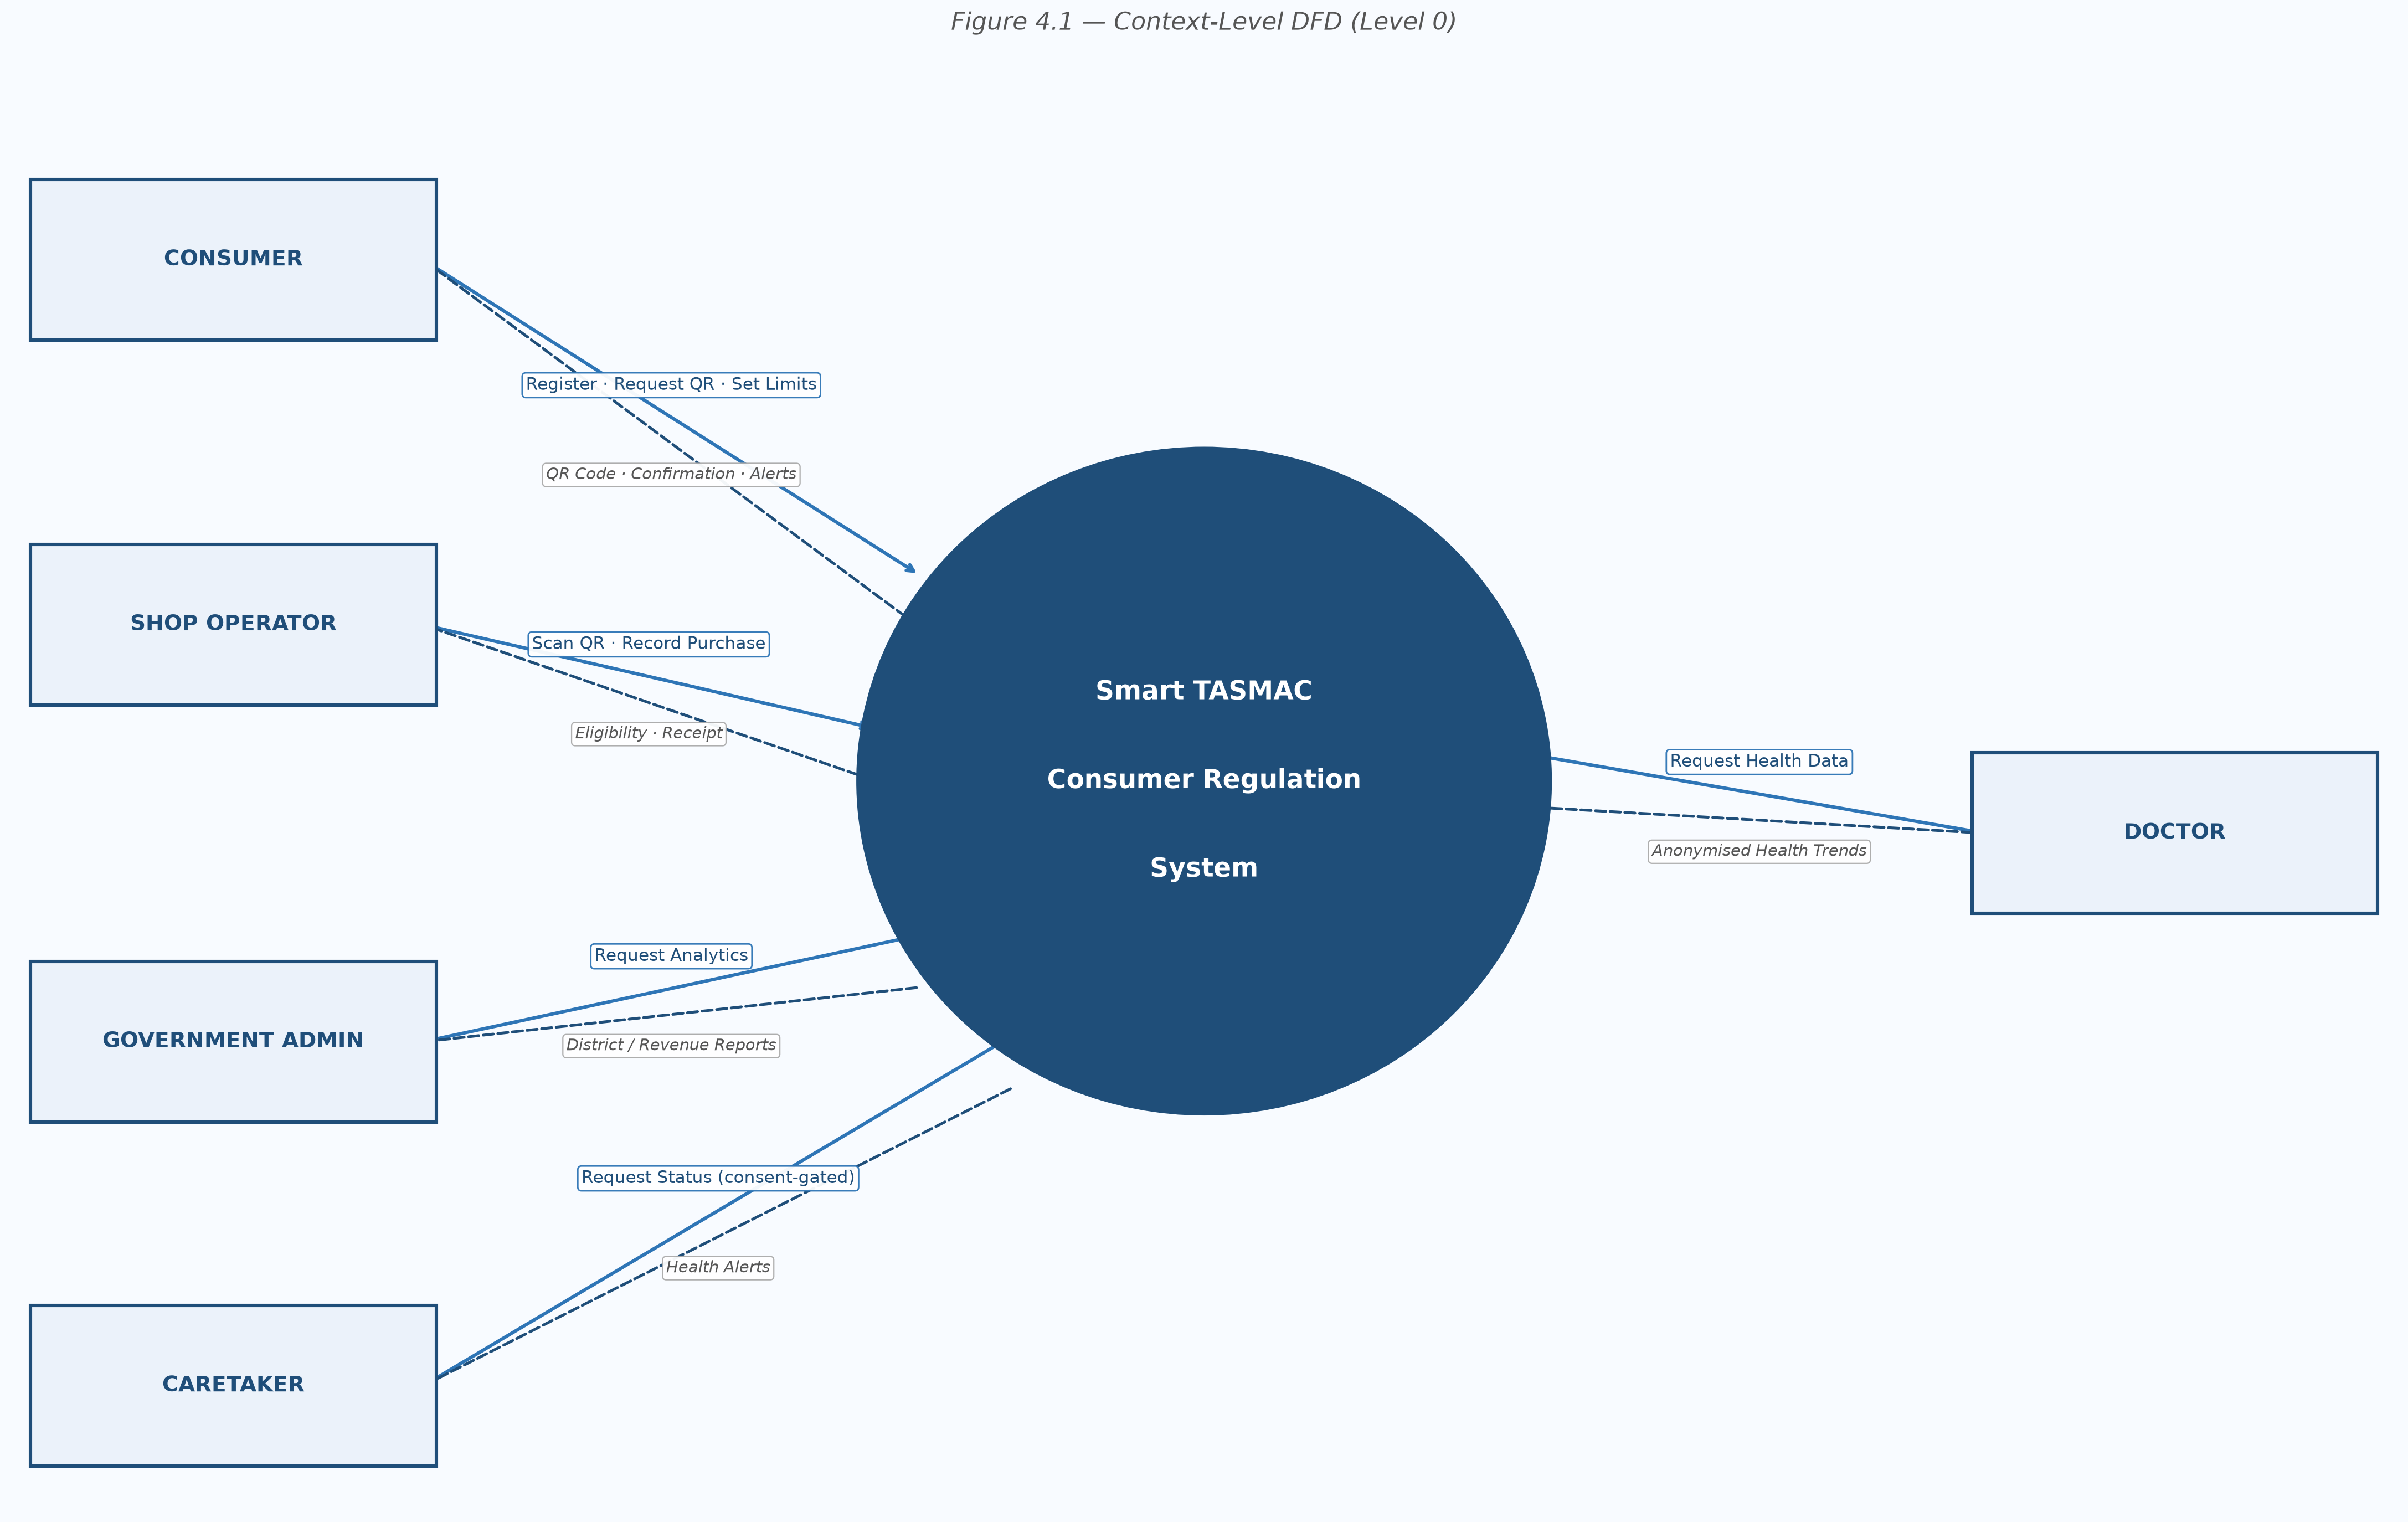 Figure 4.1 — Context-Level DFD (Level 0)
CONSUMER
Register · Request QR · Set Limits
QR Code · Confirmation · Alerts
SHOP OPERATOR
Scan QR · Record Purchase
Eligibility · Receipt
Smart TASMAC
Consumer Regulation
System
Request Health Data
DOCTOR
Anonymised Health Trends
Request Analytics
GOVERNMENT ADMIN
District / Revenue Reports
Request Status (consent-gated)
Health Alerts
CARETAKER